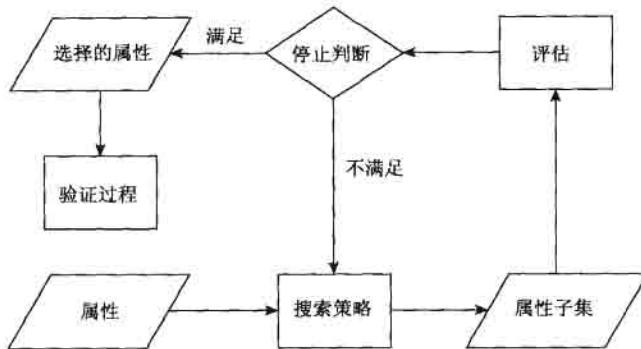 选择的属性
满足
停止判断
评估
验证过程
不满足
属性
搜索策略
属性子集